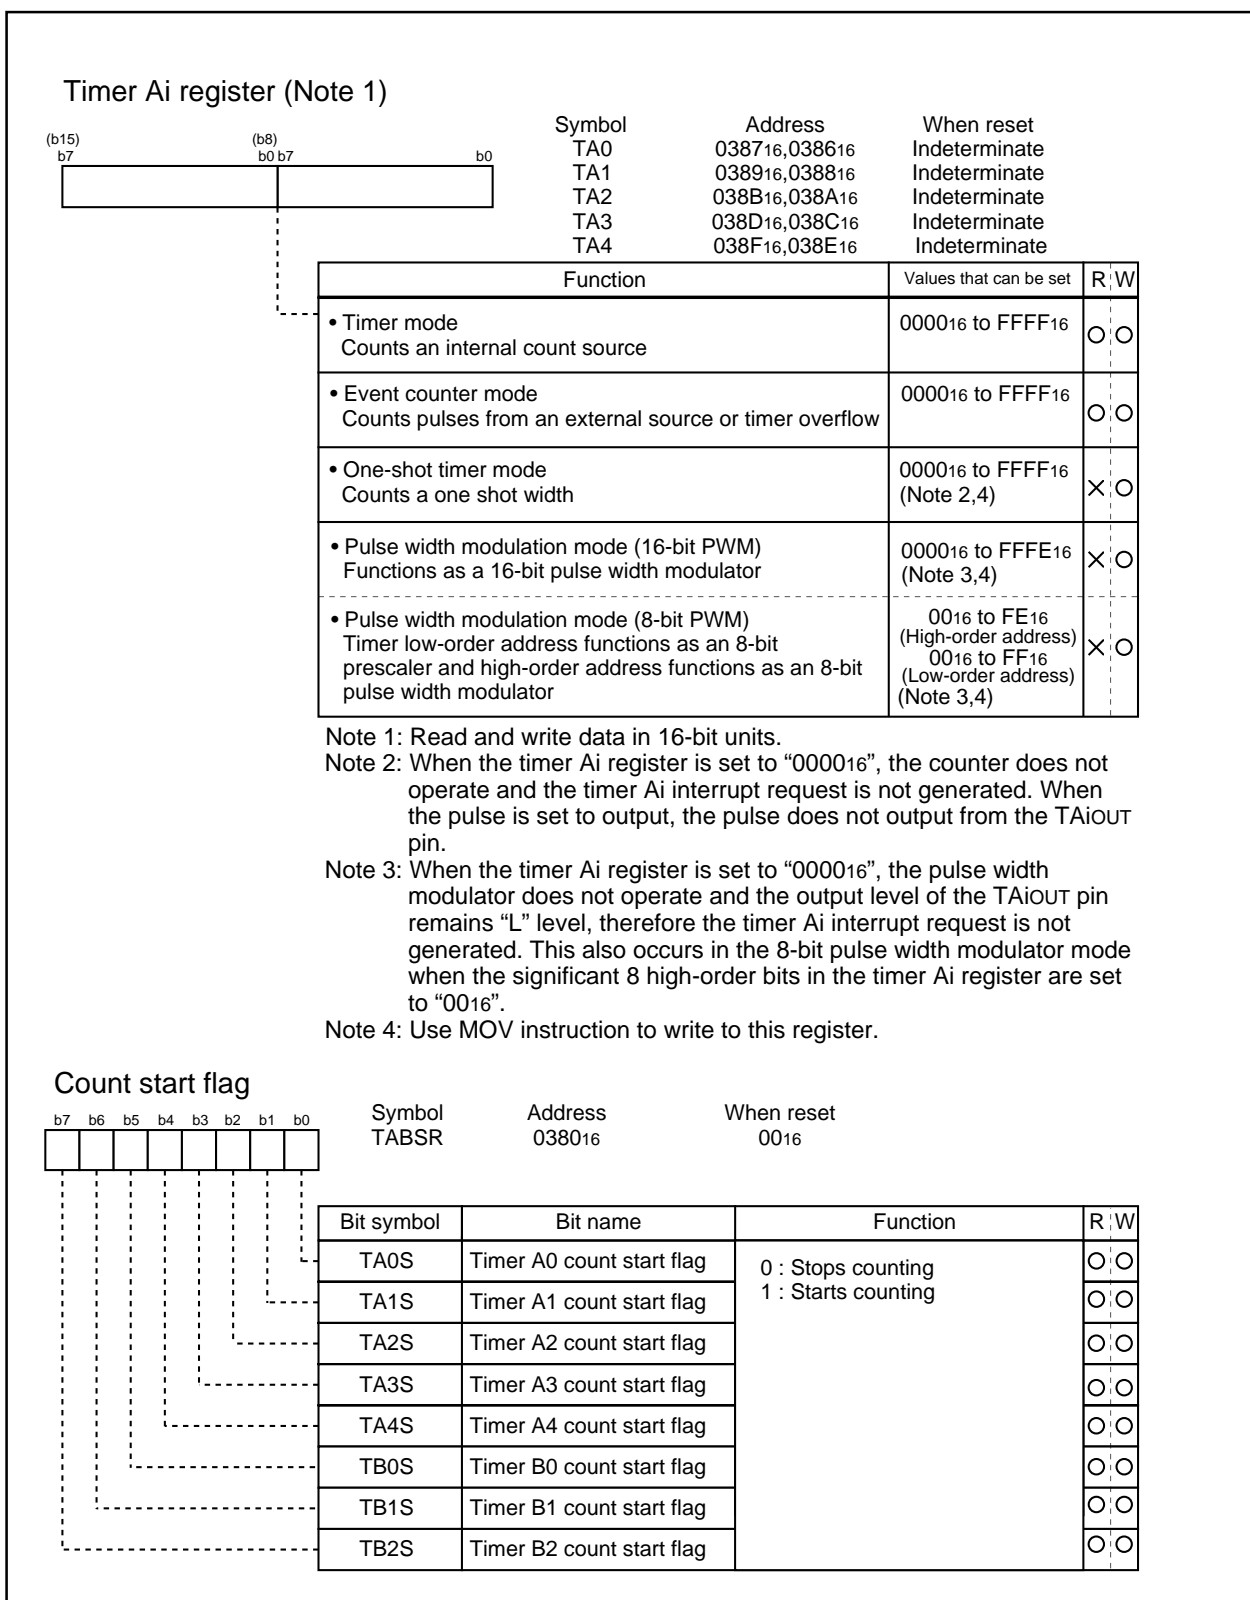 Timer Ai register (Note 1)
(b15) (b8)
b7 b0 b7 b0
Symbol Address When reset
TA0 038716,038616 Indeterminate
TA1 038916,038816 Indeterminate
TA2 038B16,038A16 Indeterminate
TA3 038D16,038C16 Indeterminate
TA4 038F16,038E16 Indeterminate
Function Values that can be set R W
• Timer mode 000016 to FFFF16
Counts an internal count source
• Event counter mode 000016 to FFFF16
Counts pulses from an external source or timer overflow
• One-shot timer mode 000016 to FFFF16
Counts a one shot width (Note 2,4)
• Pulse width modulation mode (16-bit PWM) 000016 to FFFE16
Functions as a 16-bit pulse width modulator (Note 3,4)
• Pulse width modulation mode (8-bit PWM) 0016 to FE16
Timer low-order address functions as an 8-bit (High-order address)
prescaler and high-order address functions as an 8-bit 0016 to FF16
pulse width modulator (Low-order address)
(Note 3,4)
Note 1: Read and write data in 16-bit units.
Note 2: When the timer Ai register is set to “000016”, the counter does not
operate and the timer Ai interrupt request is not generated. When
the pulse is set to output, the pulse does not output from the TAiOUT
pin.
Note 3: When the timer Ai register is set to “000016”, the pulse width
modulator does not operate and the output level of the TAiOUT pin
remains “L” level, therefore the timer Ai interrupt request is not
generated. This also occurs in the 8-bit pulse width modulator mode
when the significant 8 high-order bits in the timer Ai register are set
to “0016”.
Note 4: Use MOV instruction to write to this register.
Count start flag
b7 b6 b5 b4 b3 b2 b1 b0
Symbol Address When reset
TABSR 038016 0016
Bit symbol Bit name Function R W
TA0S Timer A0 count start flag 0 : Stops counting
TA1S Timer A1 count start flag 1 : Starts counting
TA2S Timer A2 count start flag
TA3S Timer A3 count start flag
TA4S Timer A4 count start flag
TB0S Timer B0 count start flag
TB1S Timer B1 count start flag
TB2S Timer B2 count start flag